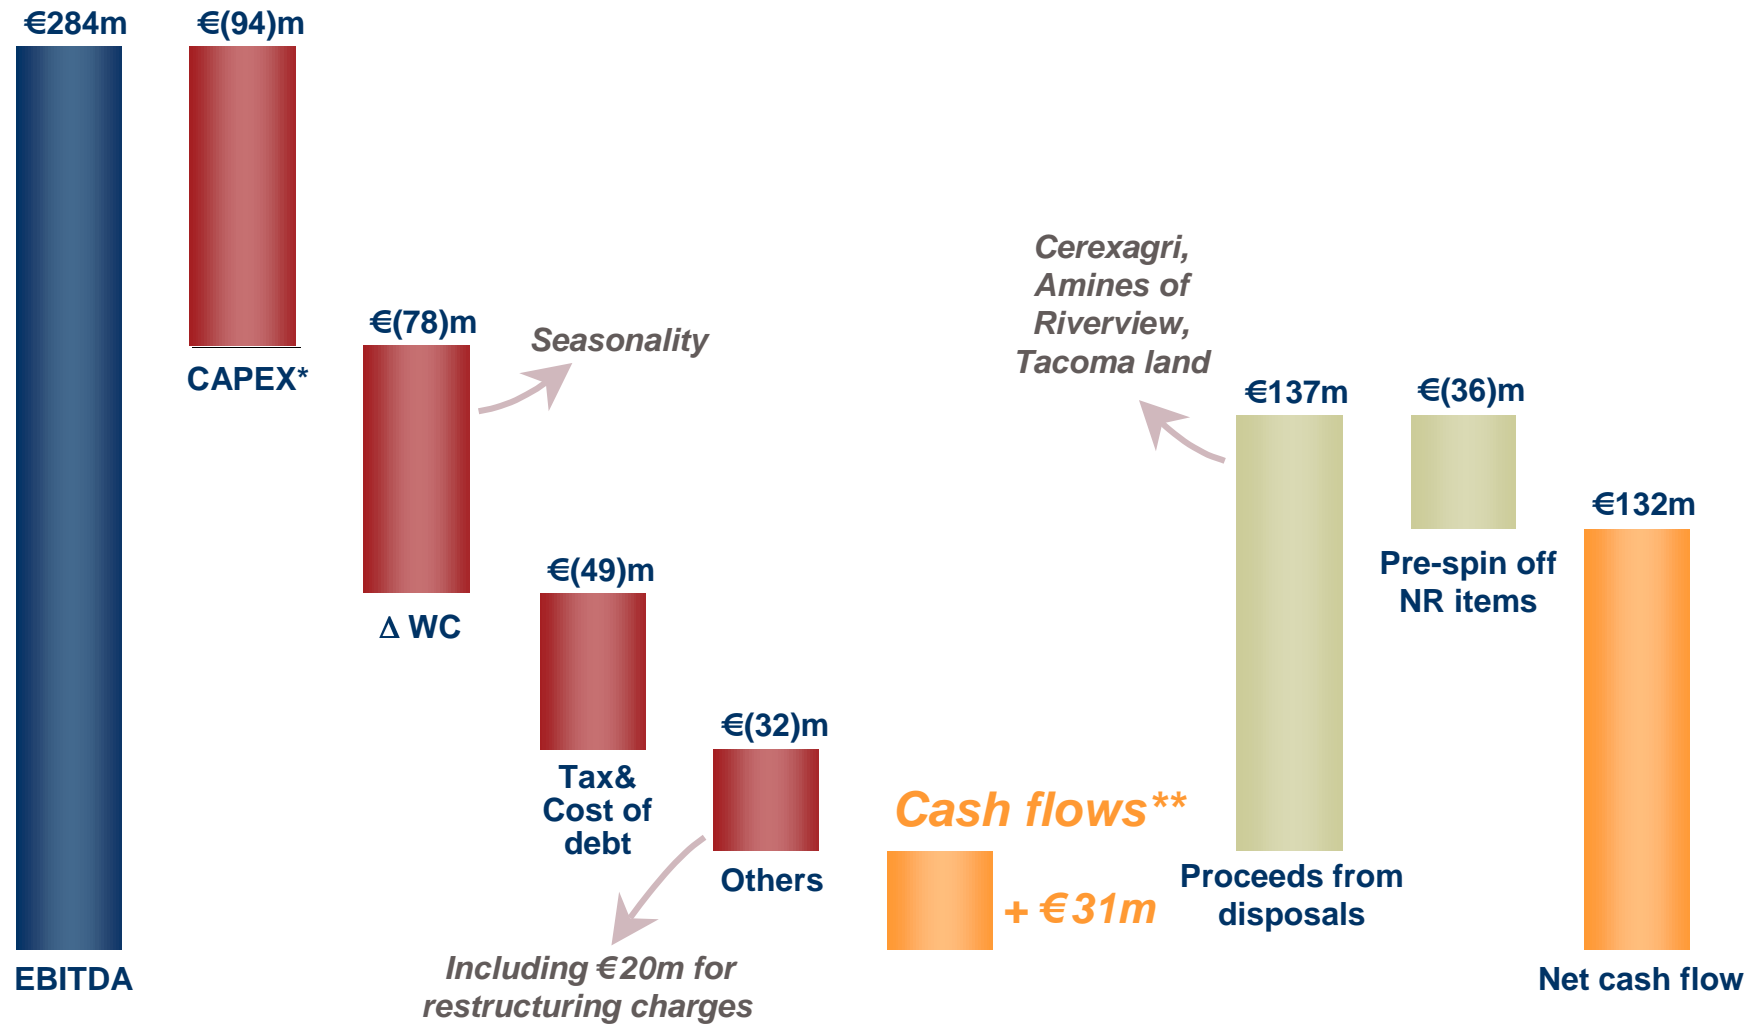 €284m
€(94)m
CAPEX*
€(78)m
Seasonality
Δ WC
€(49)m
Tax&
Cost of
debt
€(32)m
Others
Including €20m for
restructuring charges
EBITDA
Cash flows**
+ €31m
Cerexagri,
Amines of
Riverview,
Tacoma land
€137m
Proceeds from
disposals
€(36)m
Pre-spin off
NR items
€132m
Net cash flow